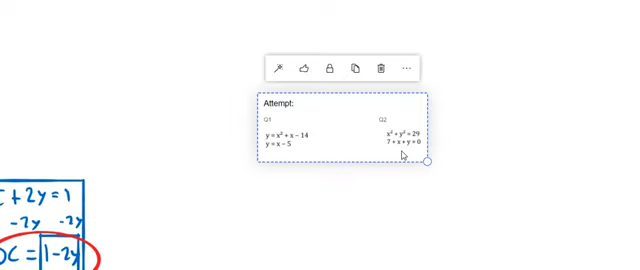 Attempt:
Q1 Q2
y = x² + x − 14
y = x − 5
x² + y² = 29
7 + x + y = 0
+ 2y = 1
−2y −2y
x = 1 − 2y